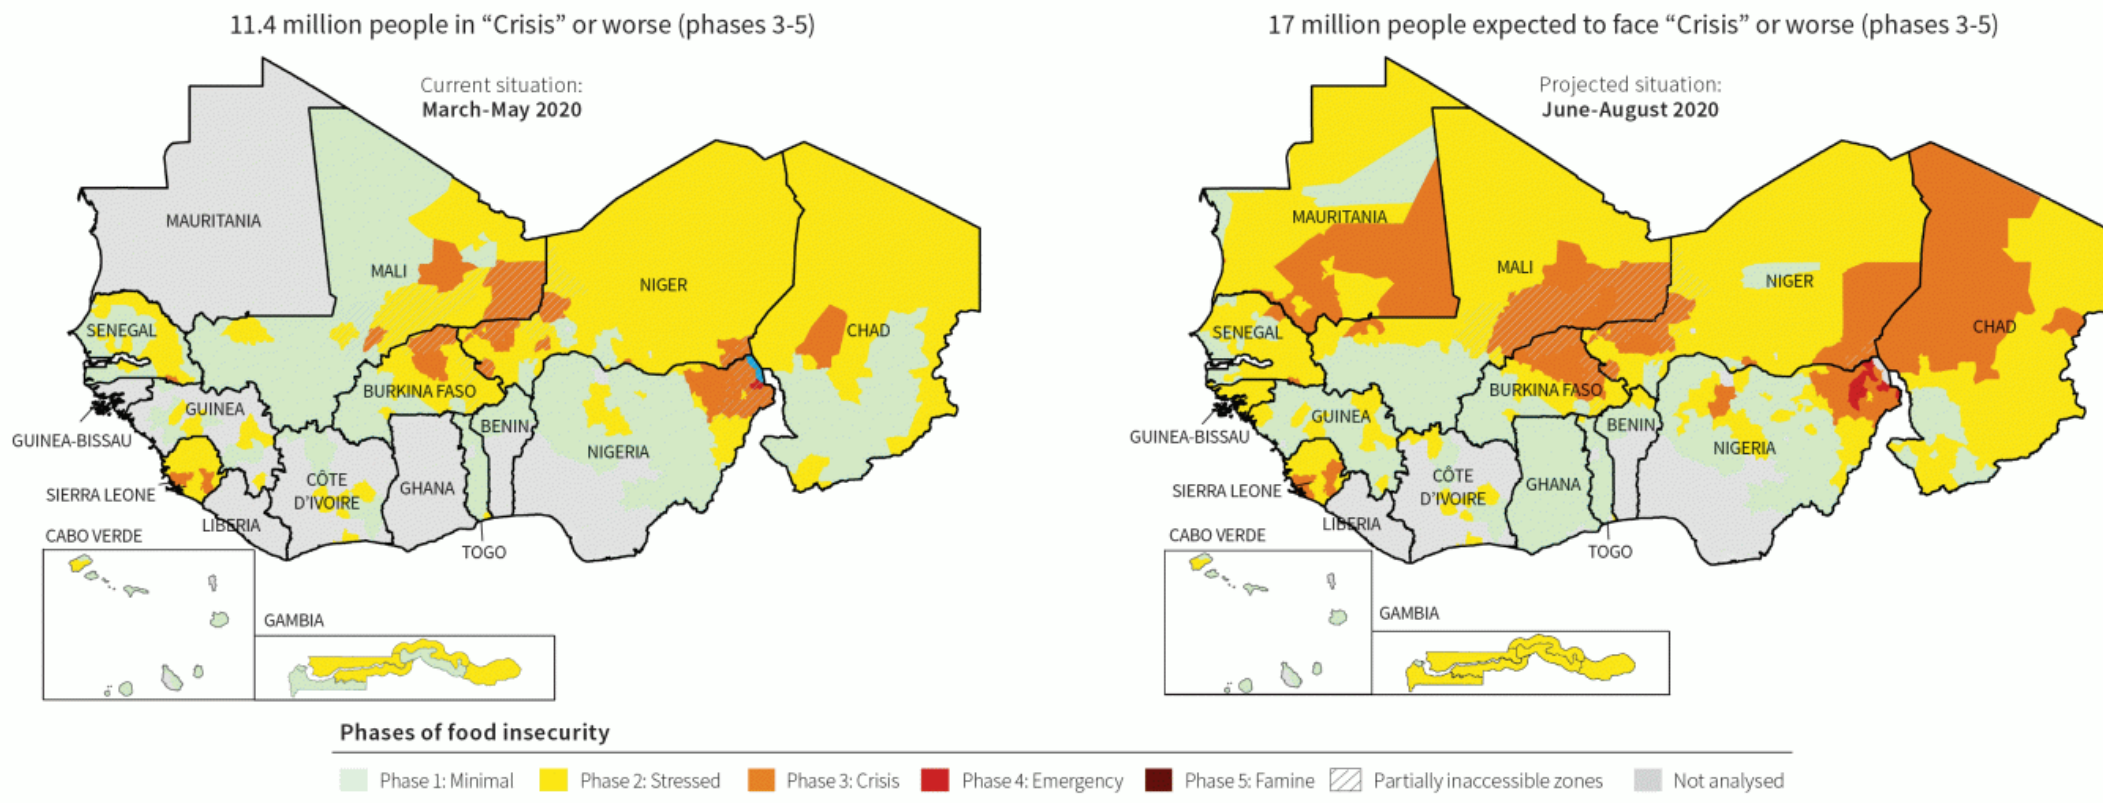 11.4 million people in “Crisis” or worse (phases 3-5)
Current situation:
March-May 2020
MAURITANIA
MALI
NIGER
SENEGAL
CHAD
BURKINA FASO
GUINEA
BENIN
GUINEA-BISSAU
NIGERIA
CÔTE
D’IVOIRE
GHANA
SIERRA LEONE
LIBERIA
TOGO
CABO VERDE
GAMBIA
17 million people expected to face “Crisis” or worse (phases 3-5)
Projected situation:
June-August 2020
MAURITANIA
MALI
NIGER
SENEGAL
CHAD
BURKINA FASO
GUINEA
BENIN
GUINEA-BISSAU
NIGERIA
CÔTE
D’IVOIRE
GHANA
SIERRA LEONE
LIBERIA
TOGO
CABO VERDE
GAMBIA
Phases of food insecurity
Phase 1: Minimal
Phase 2: Stressed
Phase 3: Crisis
Phase 4: Emergency
Phase 5: Famine
Partially inaccessible zones
Not analysed